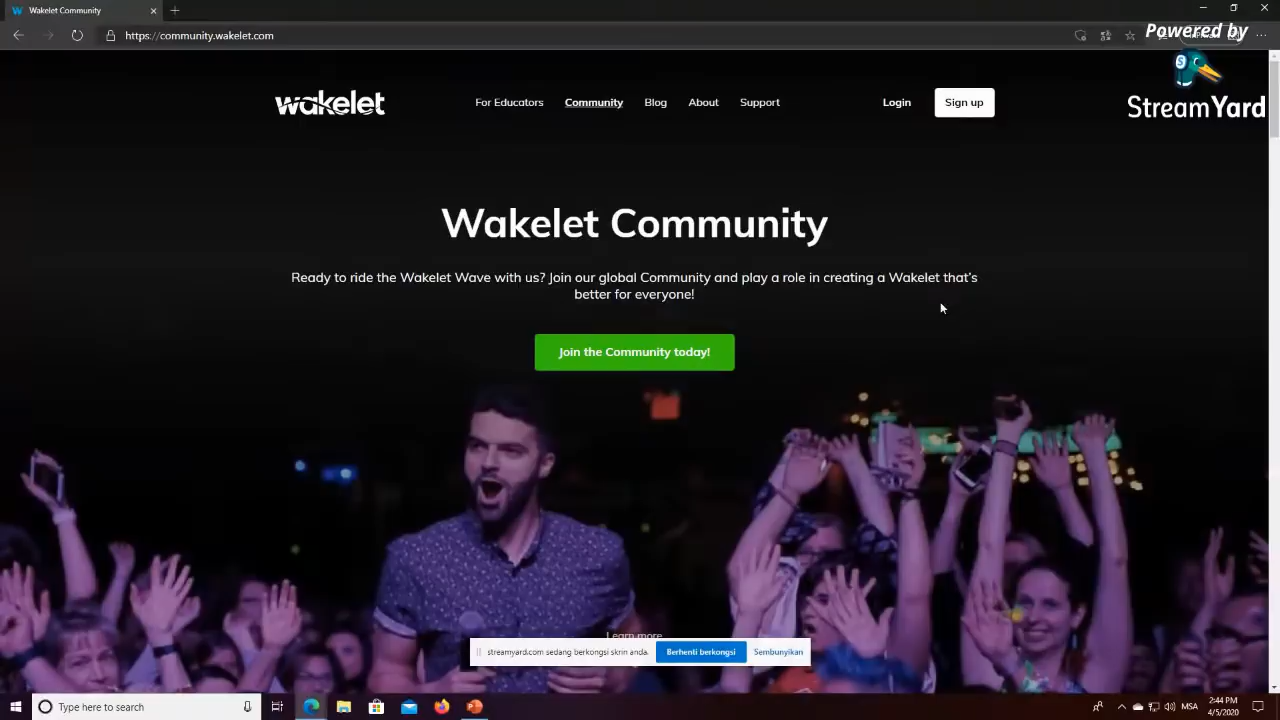 Wakelet Community
https://community.wakelet.com
Powered by
StreamYard
wakelet
For Educators
Community
Blog
About
Support
Login
Sign up
Wakelet Community
Ready to ride the Wakelet Wave with us? Join our global Community and play a role in creating a Wakelet that's
better for everyone!
Join the Community today!
Learn more
streamyard.com sedang berkongsi skrin anda.
Berhenti berkongsi
Sembunyikan
Type here to search
MSA
2:44 PM
4/5/2020